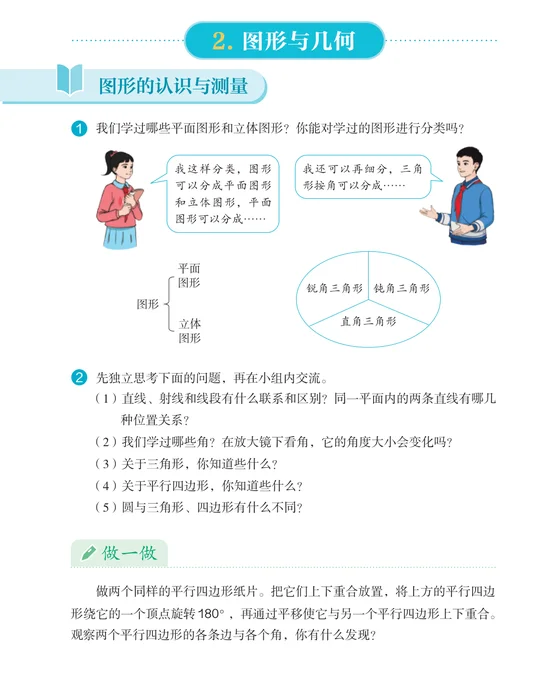 2. 图形与几何
图形的认识与测量
1 我们学过哪些平面图形和立体图形？你能对学过的图形进行分类吗？
我这样分类，图形
可以分成平面图形
和立体图形，平面
图形可以分成……
我还可以再细分，三角
形按角可以分成……
图形
平面
图形
立体
图形
锐角三角形
钝角三角形
直角三角形
2 先独立思考下面的问题，再在小组内交流。
（1）直线、射线和线段有什么联系和区别？同一平面内的两条直线有哪几
种位置关系？
（2）我们学过哪些角？在放大镜下看角，它的角度大小会变化吗？
（3）关于三角形，你知道些什么？
（4）关于平行四边形，你知道些什么？
（5）圆与三角形、四边形有什么不同？
做一做
做两个同样的平行四边形纸片。把它们上下重合放置，将上方的平行四边
形绕它的一个顶点旋转180°，再通过平移使它与另一个平行四边形上下重合。
观察两个平行四边形的各条边与各个角，你有什么发现？